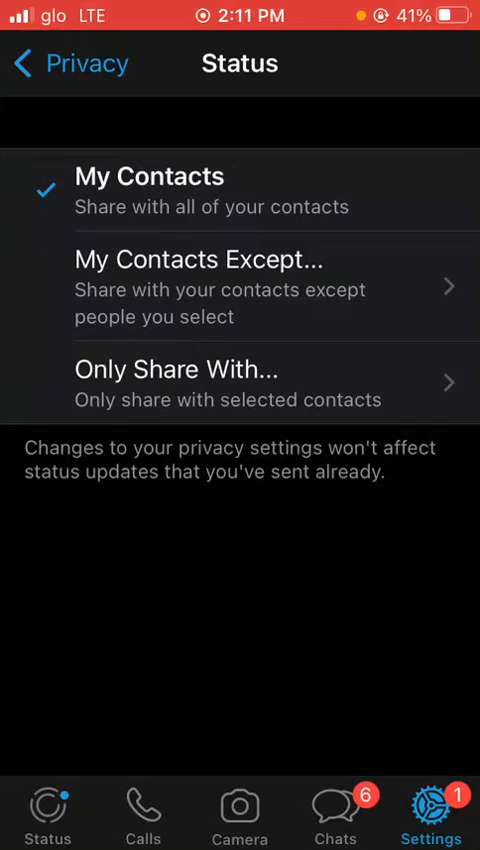 glo LTE 2:11 PM 41%
Privacy Status
My Contacts
Share with all of your contacts
My Contacts Except...
Share with your contacts except
people you select
Only Share With...
Only share with selected contacts
Changes to your privacy settings won't affect
status updates that you've sent already.
6 1
Status Calls Camera Chats Settings